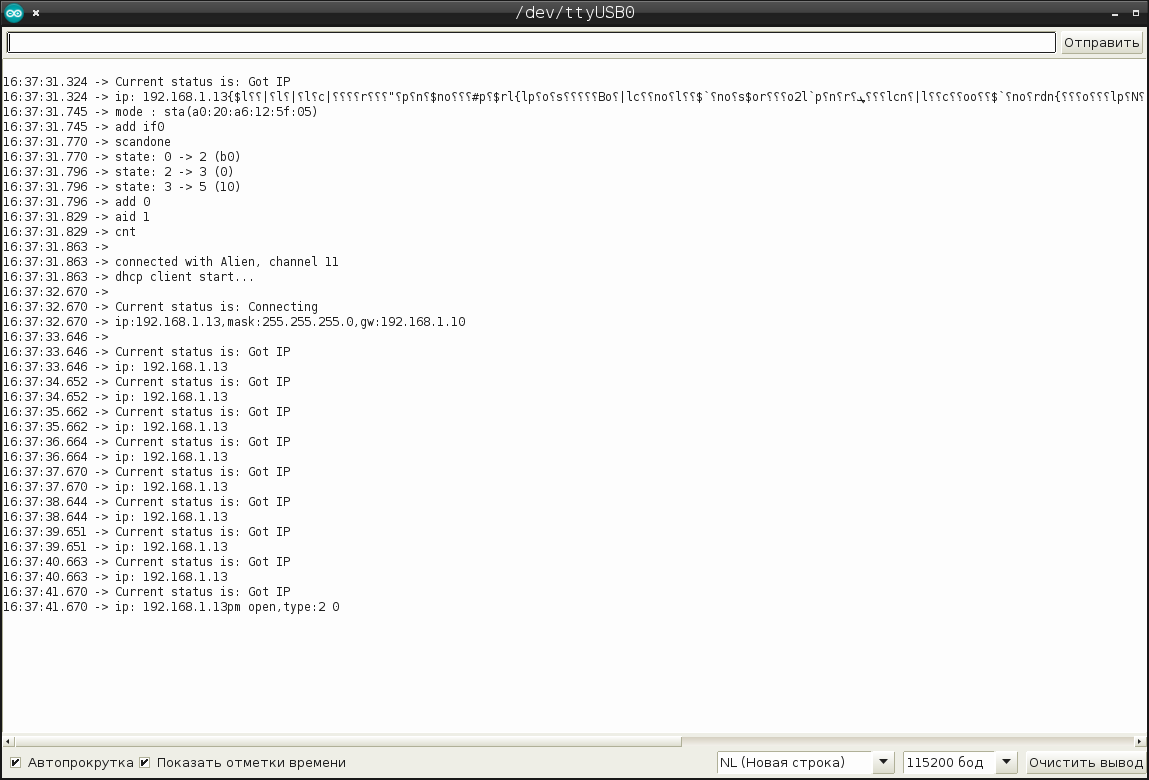 /dev/ttyUSB0
Отправить
16:37:31.324 -> Current status is: Got IP
16:37:31.324 -> ip: 192.168.1.13
16:37:31.745 -> mode : sta(a0:20:a6:12:5f:05)
16:37:31.745 -> add if0
16:37:31.770 -> scandone
16:37:31.770 -> state: 0 -> 2 (b0)
16:37:31.796 -> state: 2 -> 3 (0)
16:37:31.796 -> state: 3 -> 5 (10)
16:37:31.796 -> add 0
16:37:31.829 -> aid 1
16:37:31.829 -> cnt
16:37:31.863 ->
16:37:31.863 -> connected with Alien, channel 11
16:37:31.863 -> dhcp client start...
16:37:32.670 ->
16:37:32.670 -> Current status is: Connecting
16:37:32.670 -> ip:192.168.1.13,mask:255.255.255.0,gw:192.168.1.10
16:37:33.646 ->
16:37:33.646 -> Current status is: Got IP
16:37:33.646 -> ip: 192.168.1.13
16:37:34.652 -> Current status is: Got IP
16:37:34.652 -> ip: 192.168.1.13
16:37:35.662 -> Current status is: Got IP
16:37:35.662 -> ip: 192.168.1.13
16:37:36.664 -> Current status is: Got IP
16:37:36.664 -> ip: 192.168.1.13
16:37:37.670 -> Current status is: Got IP
16:37:37.670 -> ip: 192.168.1.13
16:37:38.644 -> Current status is: Got IP
16:37:38.644 -> ip: 192.168.1.13
16:37:39.651 -> Current status is: Got IP
16:37:39.651 -> ip: 192.168.1.13
16:37:40.663 -> Current status is: Got IP
16:37:40.663 -> ip: 192.168.1.13
16:37:41.670 -> Current status is: Got IP
16:37:41.670 -> ip: 192.168.1.13pm open,type:2 0
Автопрокрутка Показать отметки времени NL (Новая строка) 115200 бод Очистить вывод